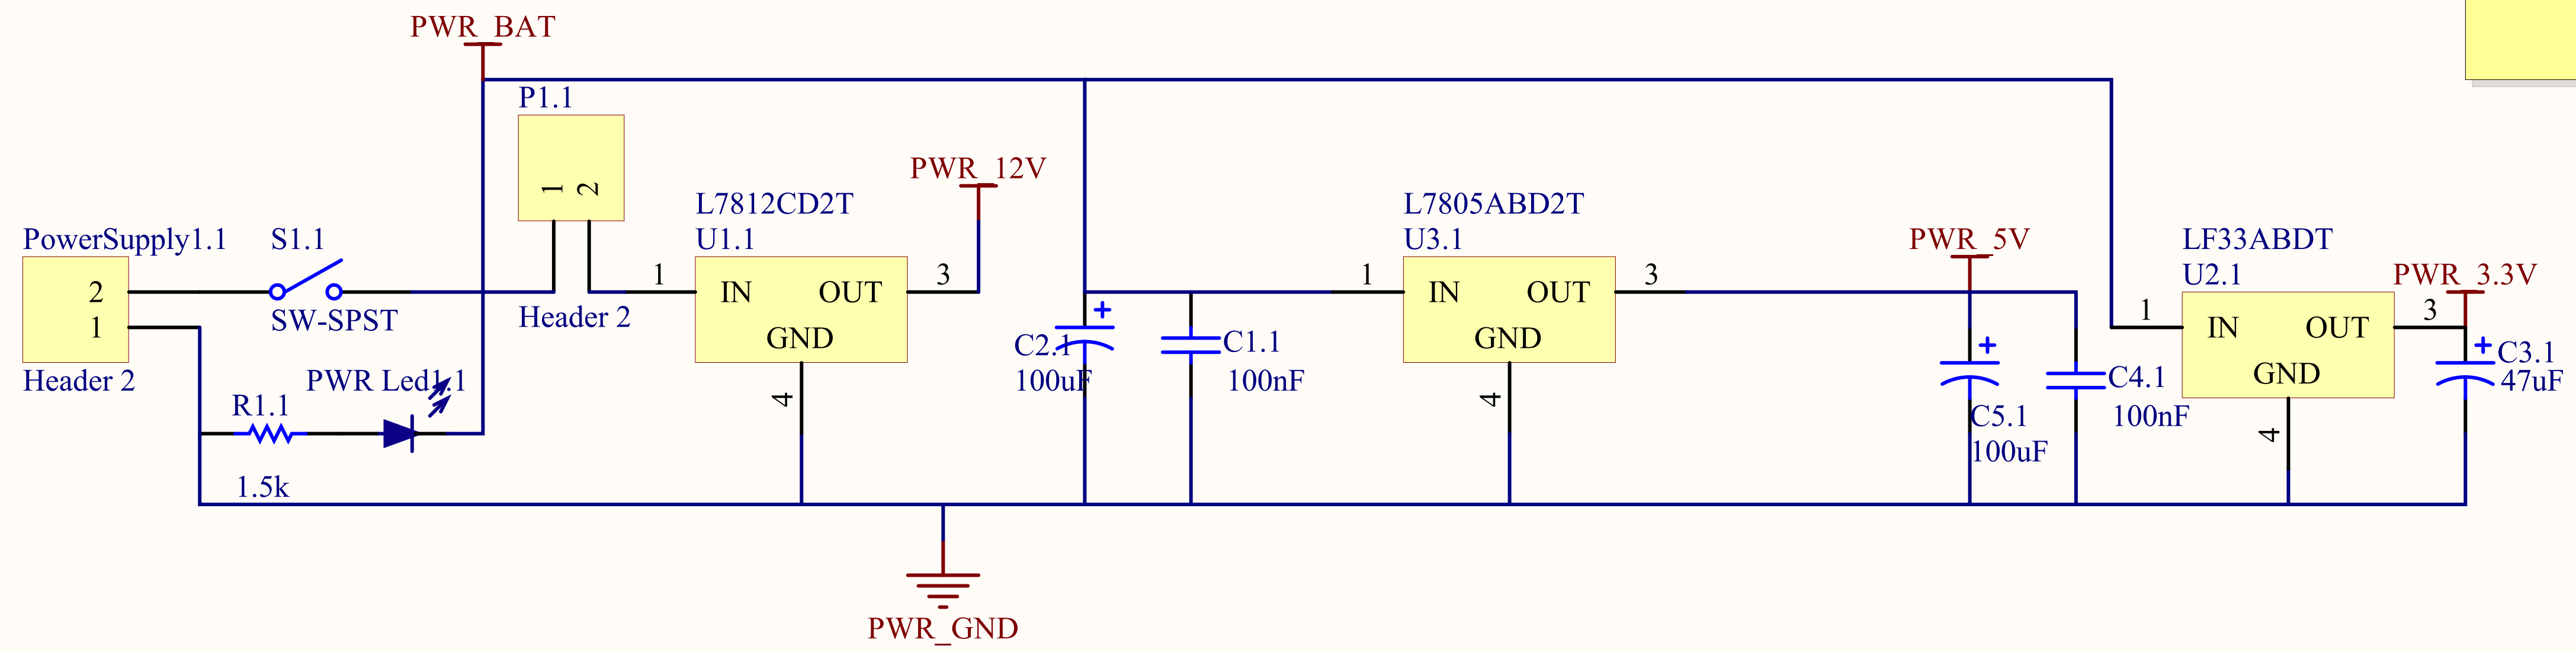 PWR_BAT
P1.1
1
2
Header 2
PWR_12V
L7812CD2T
U1.1
1
IN
OUT
3
GND
4
PowerSupply1.1
2
1
Header 2
S1.1
SW-SPST
PWR Led1.1
R1.1
1.5k
C2.1
100uF
C1.1
100nF
L7805ABD2T
U3.1
1
IN
OUT
3
GND
4
PWR_5V
C5.1
100uF
C4.1
100nF
LF33ABDT
U2.1
1
IN
OUT
3
GND
4
PWR_3.3V
C3.1
47uF
PWR_GND